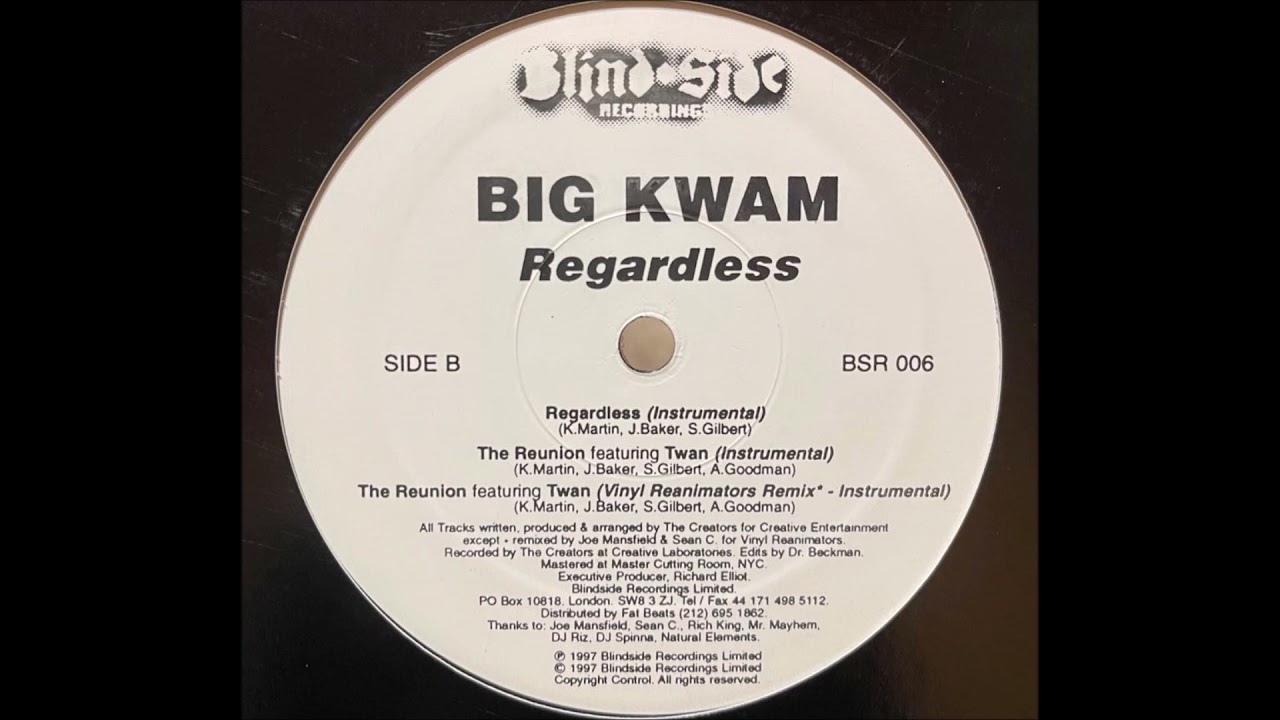 Blind-Side
RECORDINGS
BIG KWAM
Regardless
SIDE B
BSR 006
Regardless (Instrumental)
(K.Martin, J.Baker, S.Gilbert)
The Reunion featuring Twan (Instrumental)
(K.Martin, J.Baker, S.Gilbert, A.Goodman)
The Reunion featuring Twan (Vinyl Reanimators Remix* - Instrumental)
(K.Martin, J.Baker, S.Gilbert, A.Goodman)
All Tracks written, produced & arranged by The Creators for Creative Entertainment
except • remixed by Joe Mansfield & Sean C. for Vinyl Reanimators.
Recorded by The Creators at Creative Laboratones. Edits by Dr. Beckman.
Mastered at Master Cutting Room, NYC.
Executive Producer, Richard Elliot.
Blindside Recordings Limited.
PO Box 10818. London. SW8 3 ZJ. Tel / Fax 44 171 498 5112.
Distributed by Fat Beats (212) 695 1862.
Thanks to: Joe Mansfield, Sean C., Rich King, Mr. Mayhem,
DJ Riz, DJ Spinna, Natural Elements.
℗ 1997 Blindside Recordings Limited
© 1997 Blindside Recordings Limited
Copyright Control. All rights reserved.